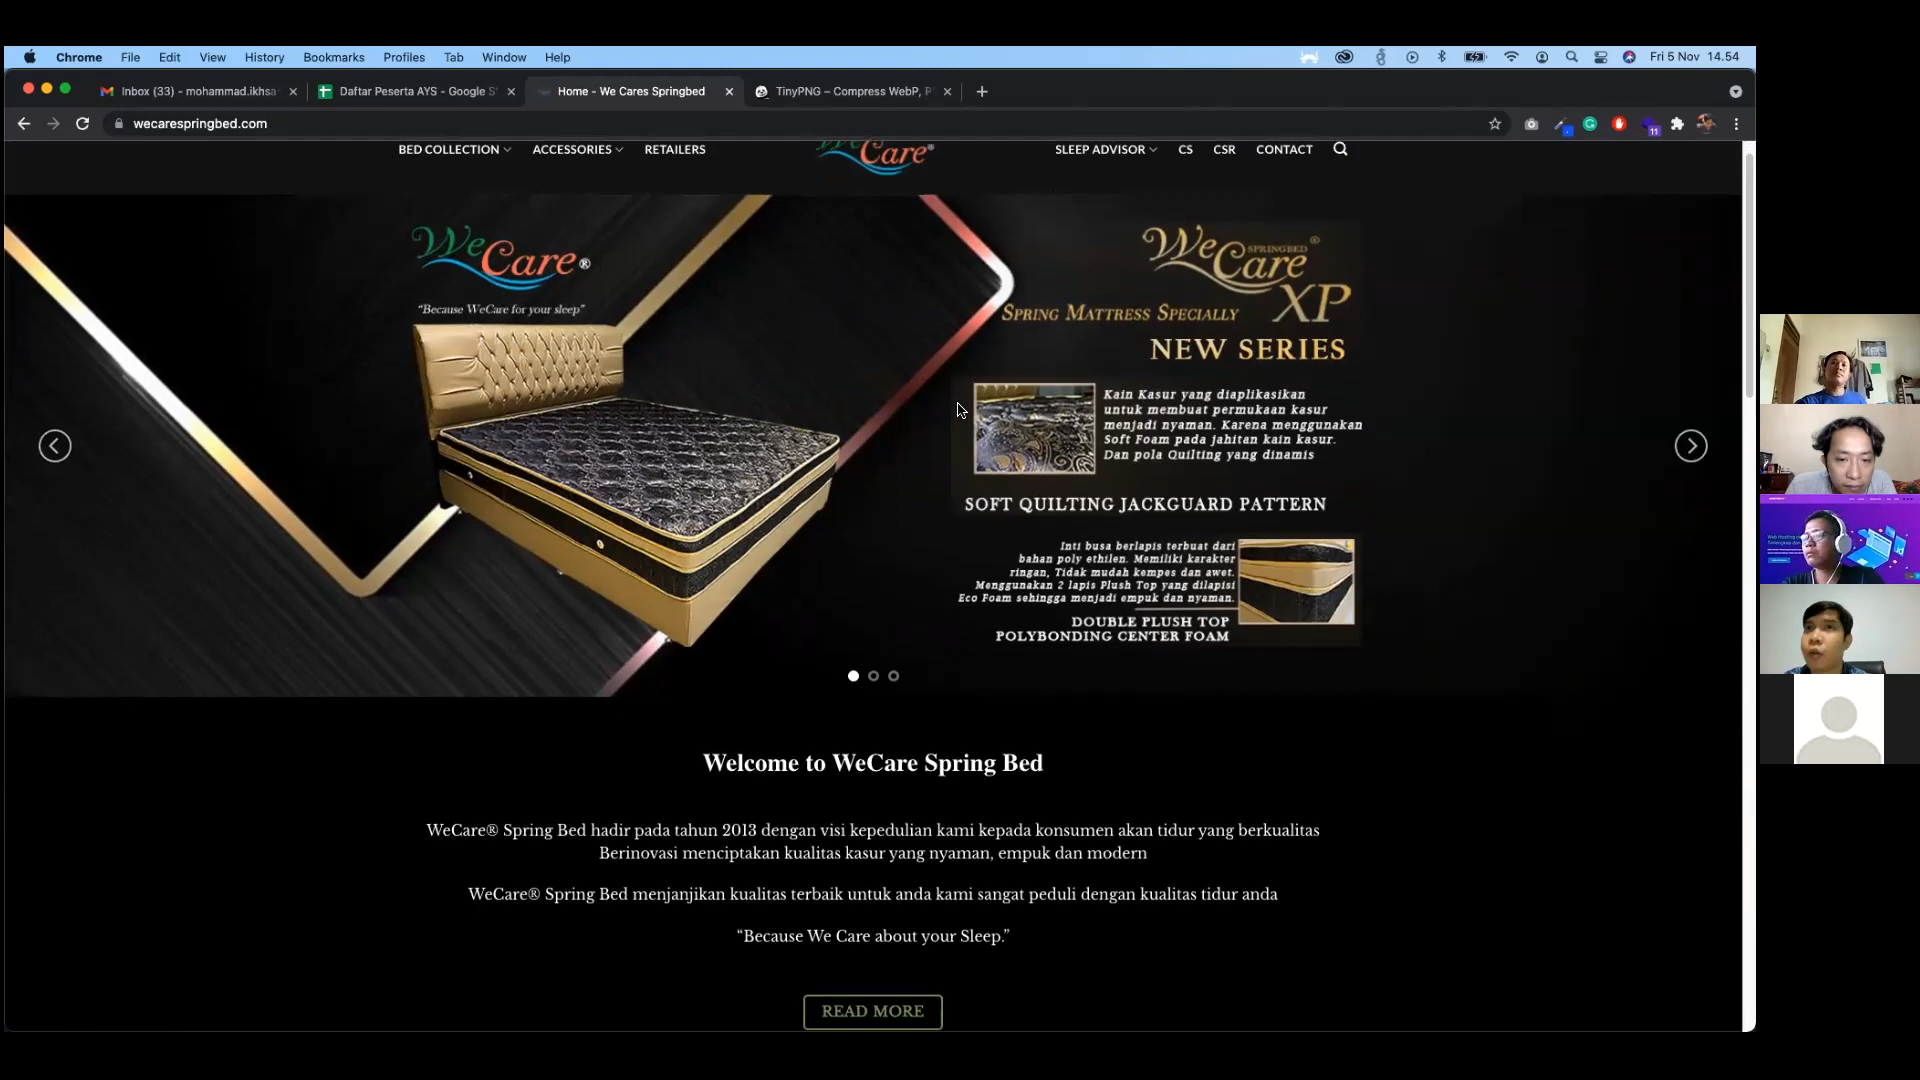 Chrome File Edit View History Bookmarks Profiles Tab Window Help Fri 5 Nov 14.54
Inbox (33) - mohammad.ikhsa Daftar Peserta AYS - Google S Home - We Cares Springbed TinyPNG – Compress WebP, P
wecarespringbed.com 11
BED COLLECTION ACCESSORIES RETAILERS WeCare® SLEEP ADVISOR CS CSR CONTACT
WeCare®
“Because WeCare for your sleep”
WeCare SPRINGBED®
XP
SPRING MATTRESS SPECIALLY
NEW SERIES
Kain Kasur yang diaplikasikan
untuk membuat permukaan kasur
menjadi nyaman. Karena menggunakan
Soft Foam pada jahitan kain kasur.
Dan pola Quilting yang dinamis
SOFT QUILTING JACKGUARD PATTERN
Inti busa berlapis terbuat dari
bahan poly ethilen. Memiliki karakter
ringan, Tidak mudah kempes dan awet.
Menggunakan 2 lapis Plush Top yang dilapisi
Eco Foam sehingga menjadi empuk dan nyaman.
DOUBLE PLUSH TOP
POLYBONDING CENTER FOAM
Welcome to WeCare Spring Bed
WeCare® Spring Bed hadir pada tahun 2013 dengan visi kepedulian kami kepada konsumen akan tidur yang berkualitas
Berinovasi menciptakan kualitas kasur yang nyaman, empuk dan modern
WeCare® Spring Bed menjanjikan kualitas terbaik untuk anda kami sangat peduli dengan kualitas tidur anda
“Because We Care about your Sleep.”
READ MORE